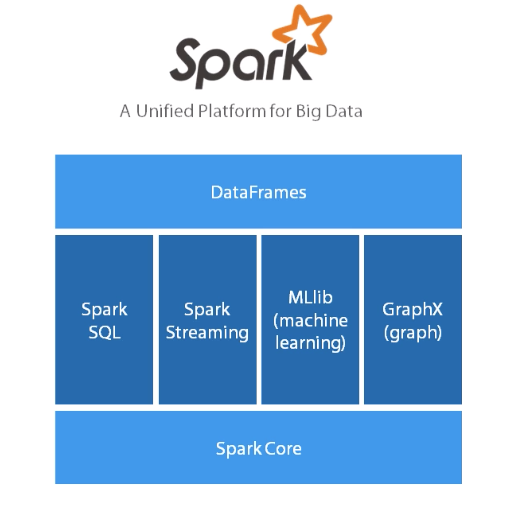 Spark
A Unified Platform for Big Data
DataFrames
Spark
SQL
Spark
Streaming
MLlib
(machine
learning)
GraphX
(graph)
Spark Core